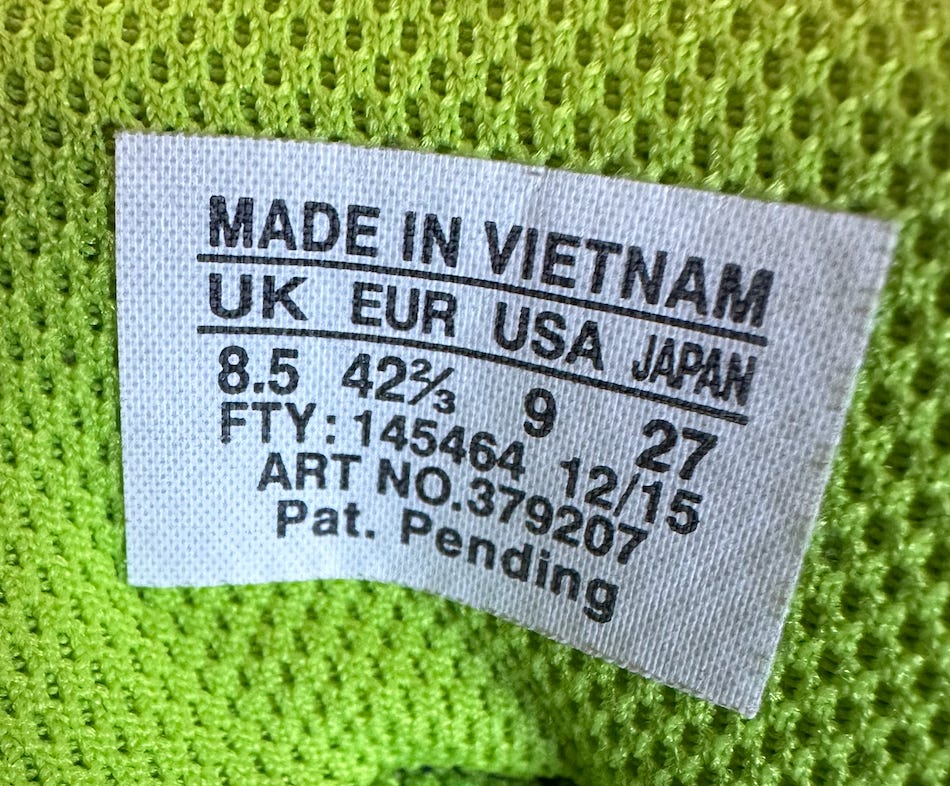 MADE IN VIETNAM
UK EUR USA JAPAN
8.5 42⅔ 9 27
FTY: 145464 12/15
ART NO.379207
Pat. Pending